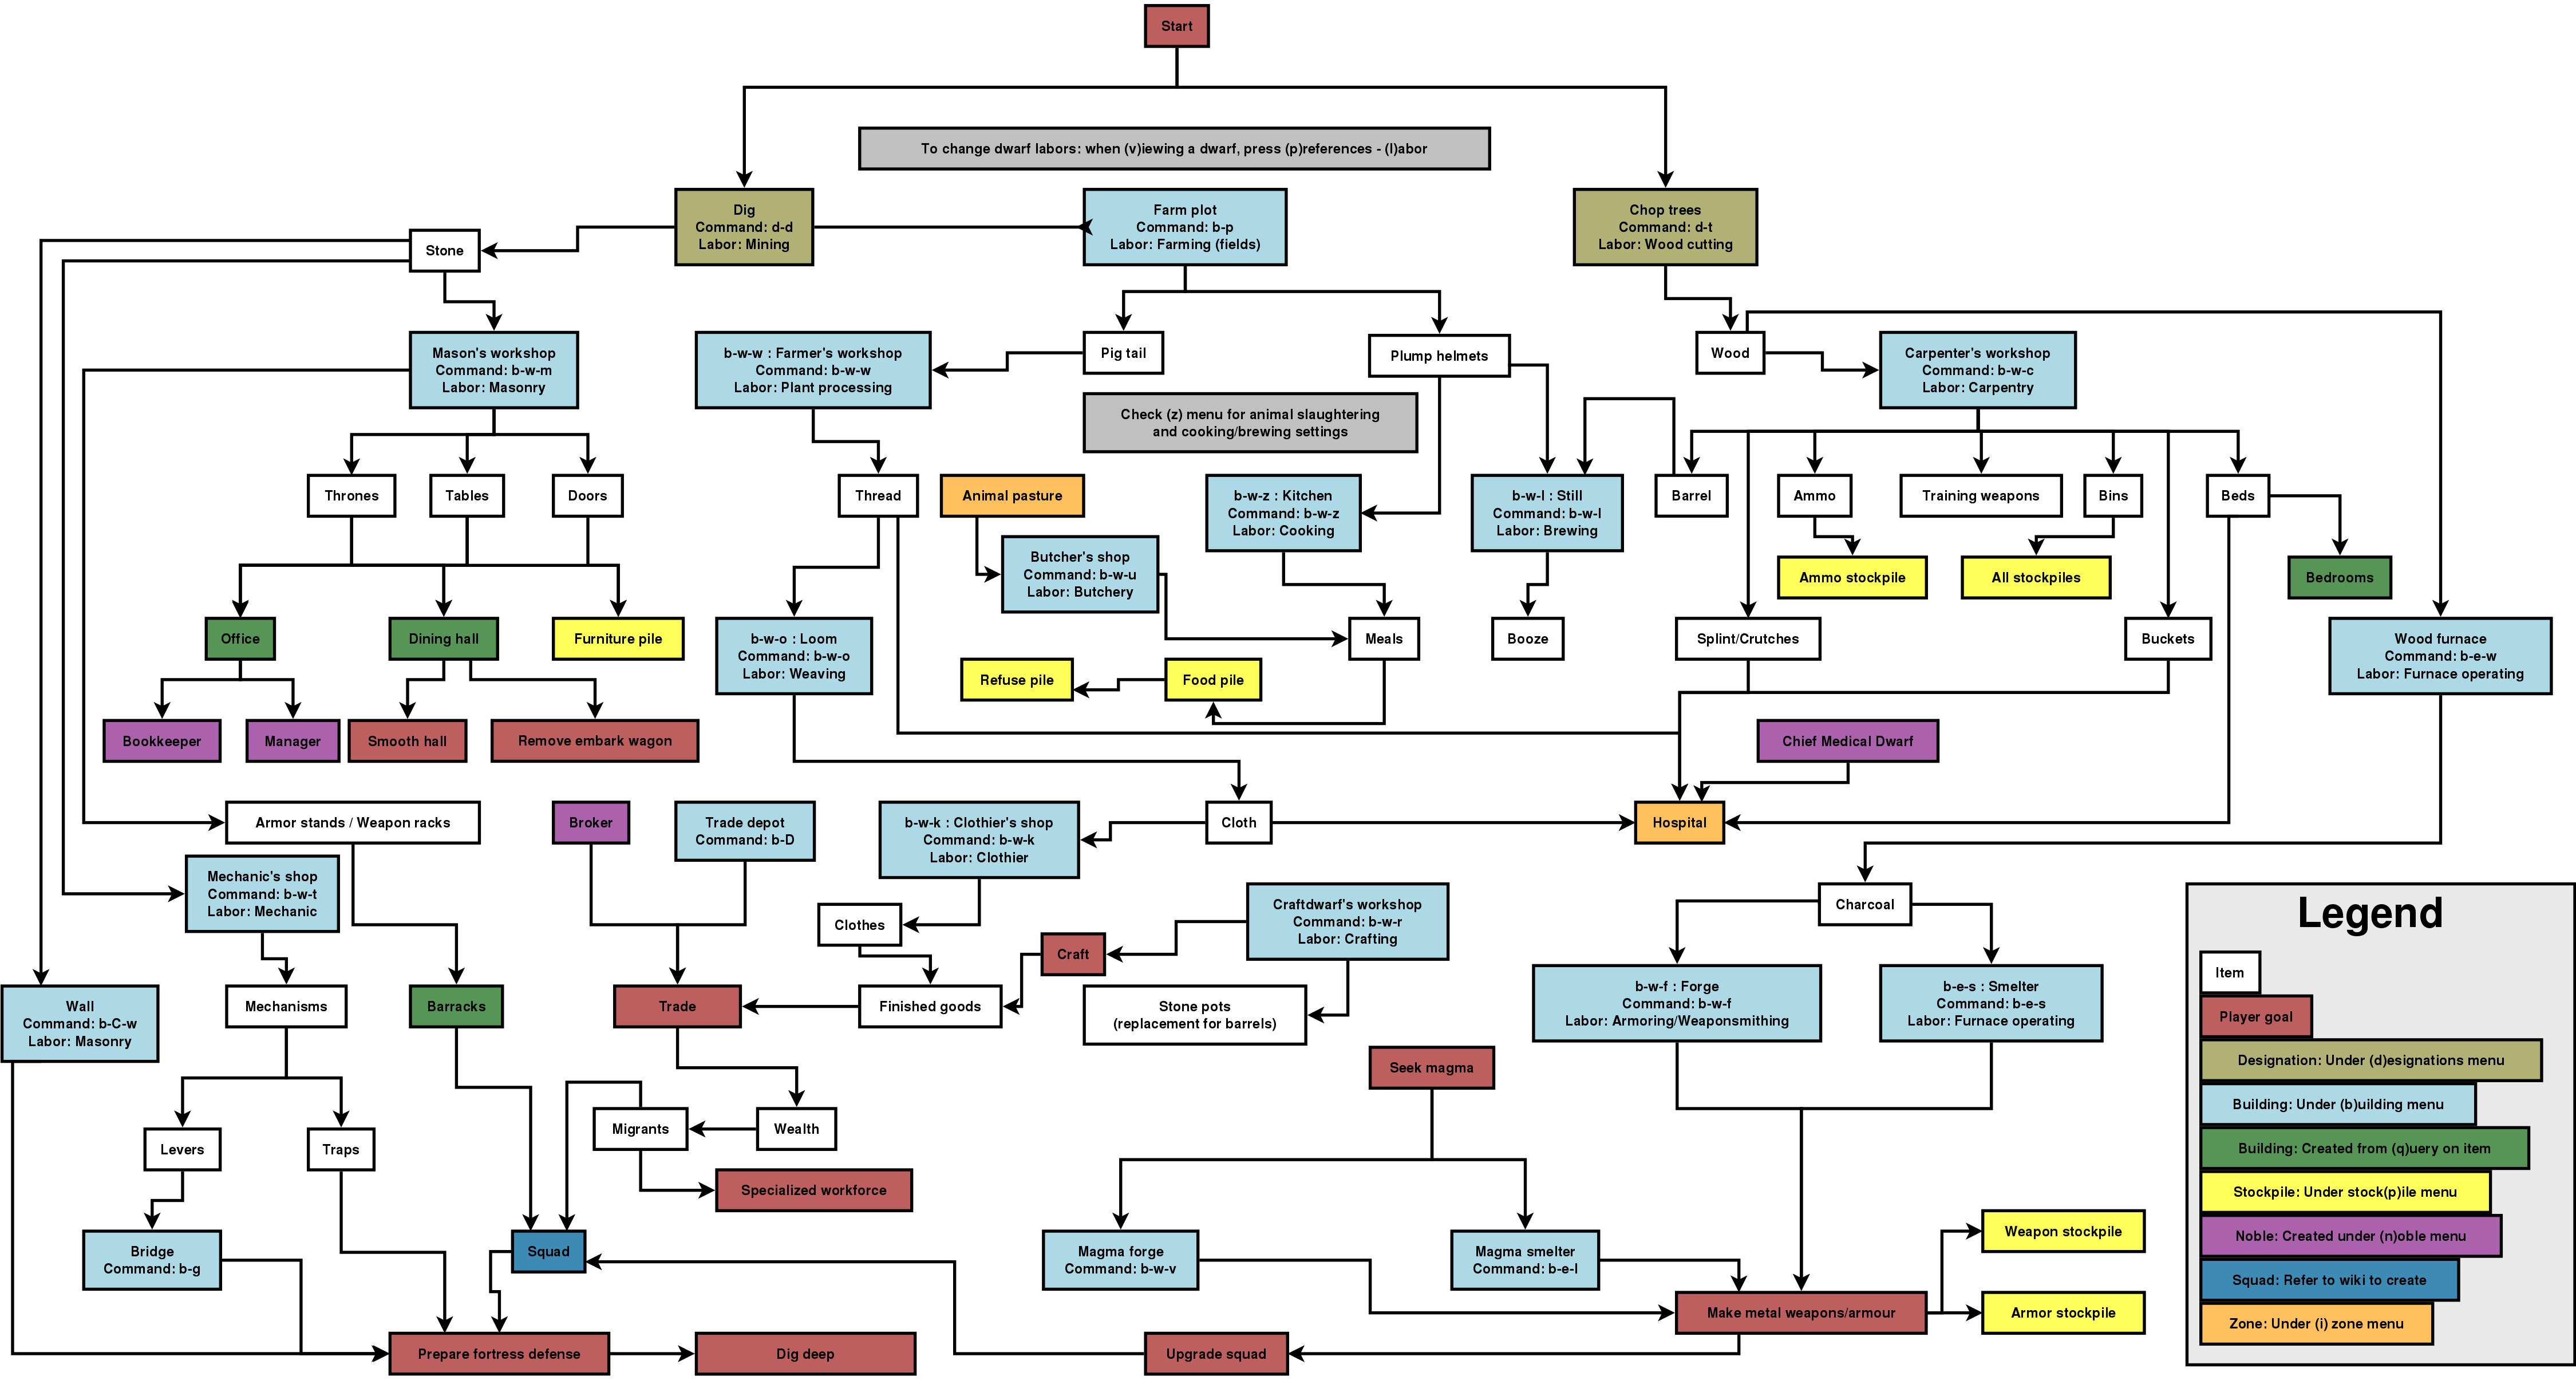 Start
To change dwarf labors: when (v)iewing a dwarf, press (p)references - (l)abor
Dig
Command: d-d
Labor: Mining
Farm plot
Command: b-p
Labor: Farming (fields)
Chop trees
Command: d-t
Labor: Wood cutting
Stone
Mason's workshop
Command: b-w-m
Labor: Masonry
b-w-w : Farmer's workshop
Command: b-w-w
Labor: Plant processing
Pig tail
Plump helmets
Wood
Carpenter's workshop
Command: b-w-c
Labor: Carpentry
Check (z) menu for animal slaughtering
and cooking/brewing settings
Thrones
Tables
Doors
Thread
Animal pasture
b-w-z : Kitchen
Command: b-w-z
Labor: Cooking
b-w-l : Still
Command: b-w-l
Labor: Brewing
Barrel
Ammo
Training weapons
Bins
Beds
Butcher's shop
Command: b-w-u
Labor: Butchery
Ammo stockpile
All stockpiles
Bedrooms
Office
Dining hall
Furniture pile
b-w-o : Loom
Command: b-w-o
Labor: Weaving
Meals
Booze
Splint/Crutches
Buckets
Wood furnace
Command: b-e-w
Labor: Furnace operating
Refuse pile
Food pile
Bookkeeper
Manager
Smooth hall
Remove embark wagon
Chief Medical Dwarf
Armor stands / Weapon racks
Broker
Trade depot
Command: b-D
b-w-k : Clothier's shop
Command: b-w-k
Labor: Clothier
Cloth
Hospital
Mechanic's shop
Command: b-w-t
Labor: Mechanic
Clothes
Craftdwarf's workshop
Command: b-w-r
Labor: Crafting
Charcoal
Craft
Wall
Command: b-C-w
Labor: Masonry
Mechanisms
Barracks
Trade
Finished goods
Stone pots
(replacement for barrels)
b-w-f : Forge
Command: b-w-f
Labor: Armoring/Weaponsmithing
b-e-s : Smelter
Command: b-e-s
Labor: Furnace operating
Seek magma
Levers
Traps
Migrants
Wealth
Specialized workforce
Bridge
Command: b-g
Squad
Magma forge
Command: b-w-v
Magma smelter
Command: b-e-l
Weapon stockpile
Make metal weapons/armour
Armor stockpile
Prepare fortress defense
Dig deep
Upgrade squad
Legend
Item
Player goal
Designation: Under (d)esignations menu
Building: Under (b)uilding menu
Building: Created from (q)uery on item
Stockpile: Under stock(p)ile menu
Noble: Created under (n)oble menu
Squad: Refer to wiki to create
Zone: Under (i) zone menu